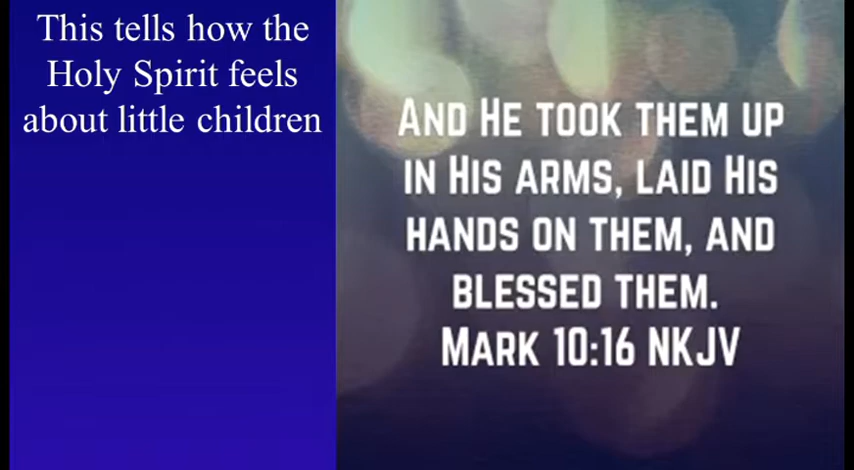 This tells how the
Holy Spirit feels
about little children
AND HE TOOK THEM UP
IN HIS ARMS, LAID HIS
HANDS ON THEM, AND
BLESSED THEM.
MARK 10:16 NKJV